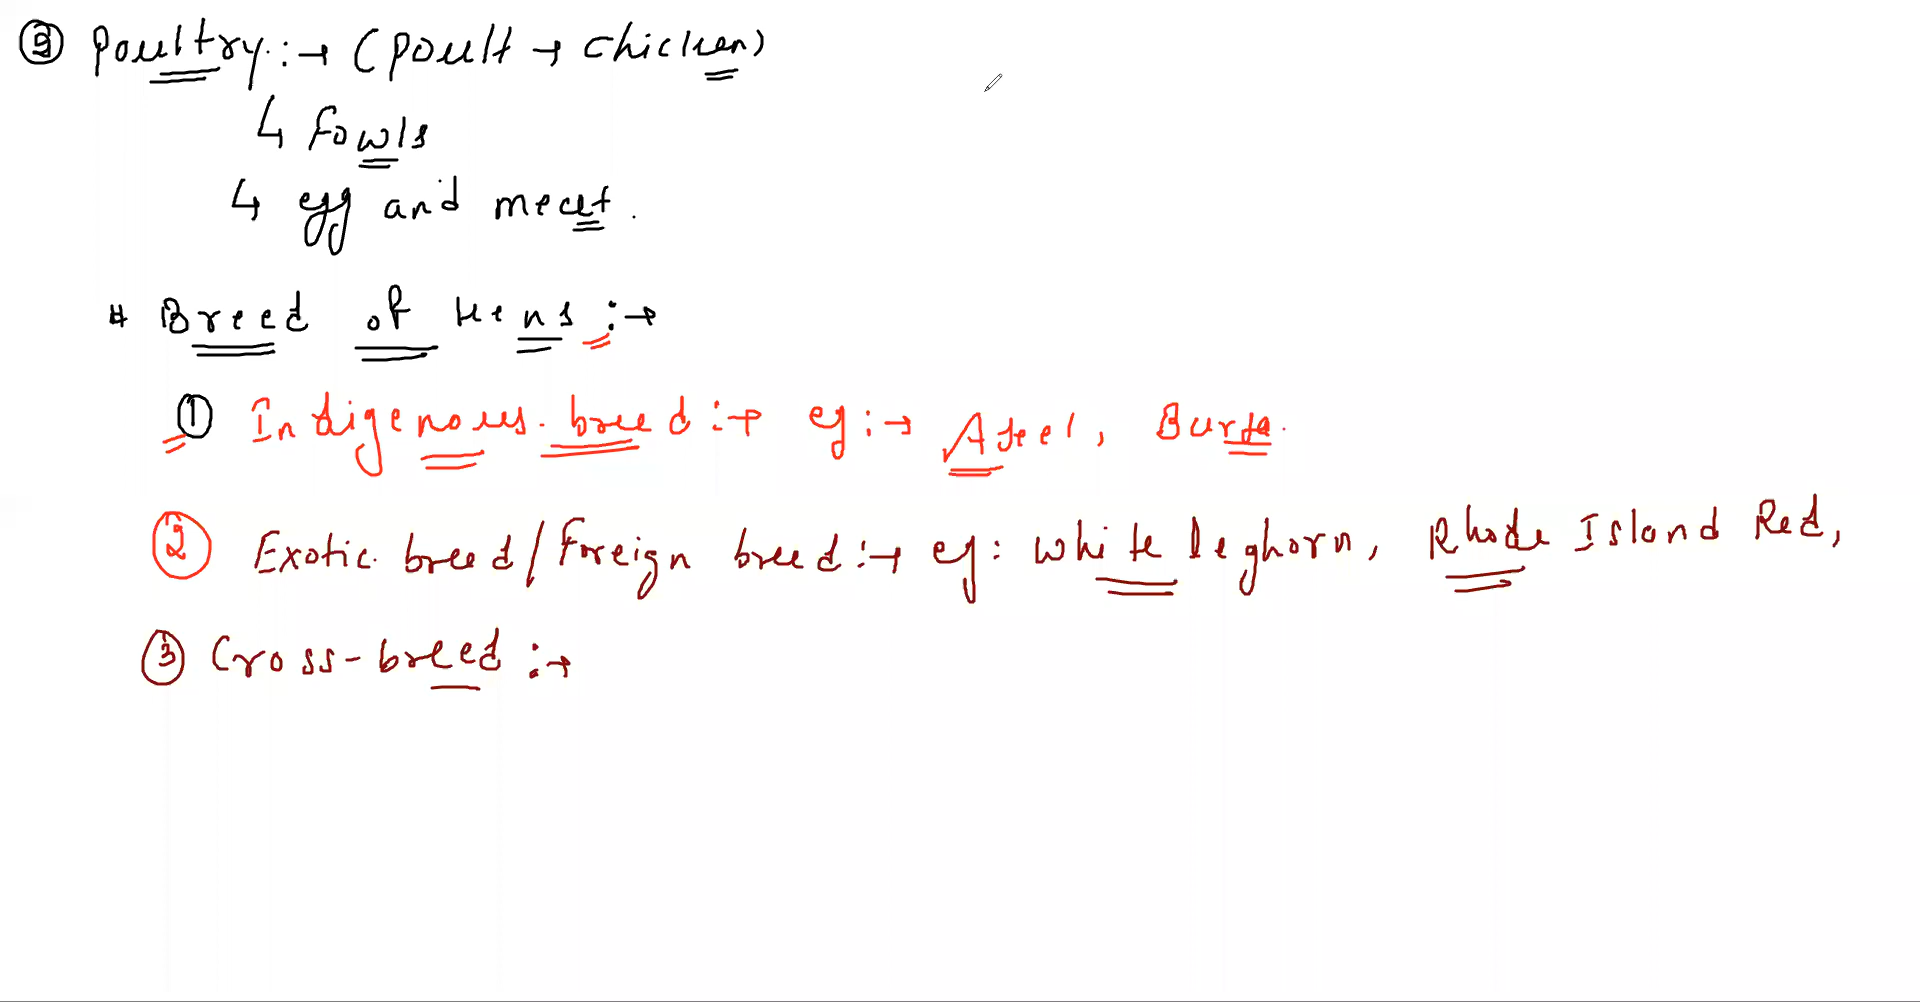 ③ Poultry :→ (Poult → chicken)
↳ Fowls
↳ egg and meat.
# Breed of Hens :→
① Indigenous breed :→ eg :→ Aseel, Bursa.
② Exotic breed / Foreign breed :→ eg : white leghorn, Rhode Island Red,
③ Cross-breed :→